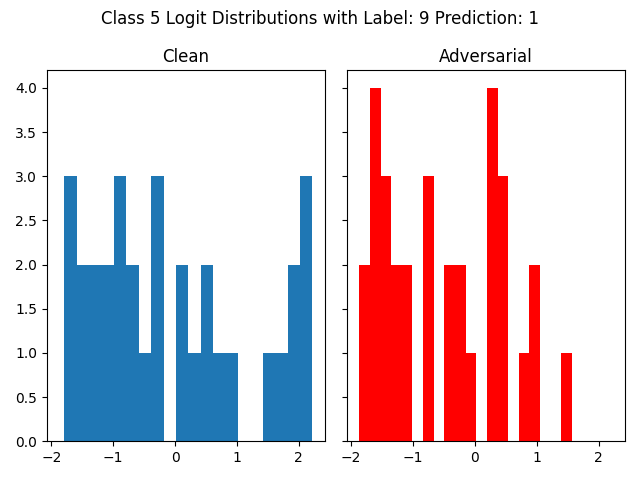 Class 5 Logit Distributions with Label: 9 Prediction: 1
Clean
Adversarial
4.0
3.5
3.0
2.5
2.0
1.5
1.0
0.5
0.0
−2 −1 0 1 2
−2 −1 0 1 2